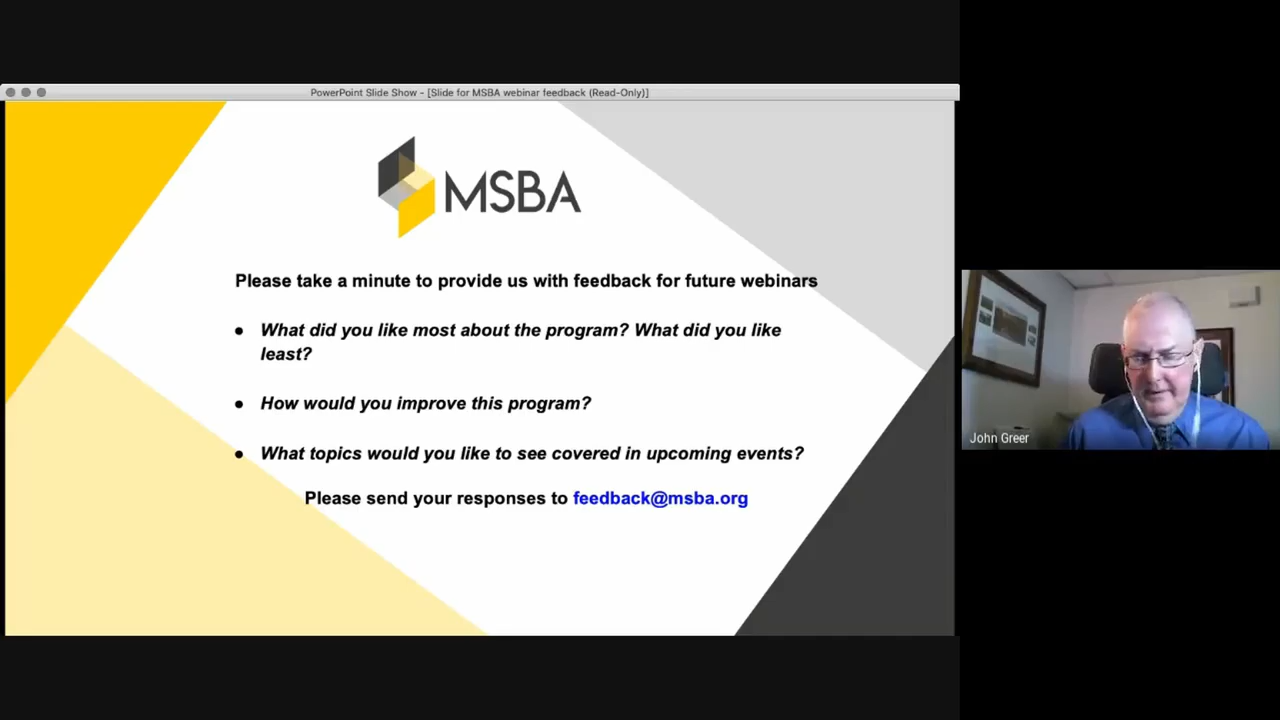 PowerPoint Slide Show - [Slide for MSBA webinar feedback (Read-Only)]
MSBA
Please take a minute to provide us with feedback for future webinars
• What did you like most about the program? What did you like
least?
• How would you improve this program?
• What topics would you like to see covered in upcoming events?
Please send your responses to feedback@msba.org
John Greer